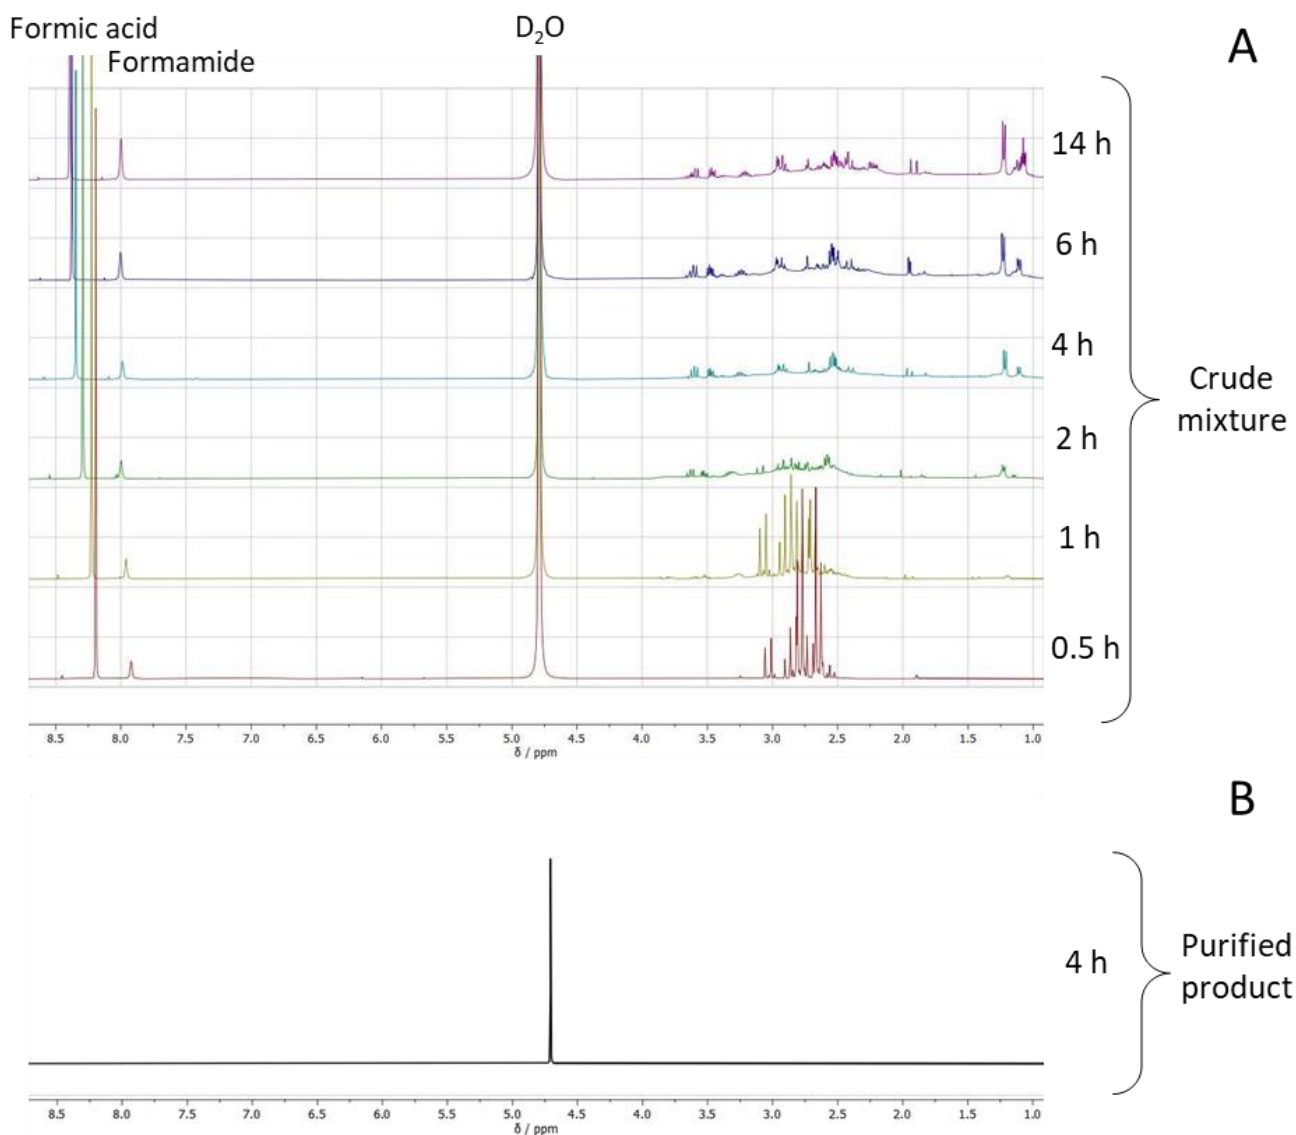 Formic acid
Formamide
D₂O
A
14 h
6 h
4 h
2 h
1 h
0.5 h
Crude
mixture
8.5 8.0 7.5 7.0 6.5 6.0 5.5 5.0 4.5 4.0 3.5 3.0 2.5 2.0 1.5 1.0
δ / ppm
B
4 h
Purified
product
8.5 8.0 7.5 7.0 6.5 6.0 5.5 5.0 4.5 4.0 3.5 3.0 2.5 2.0 1.5 1.0
δ / ppm